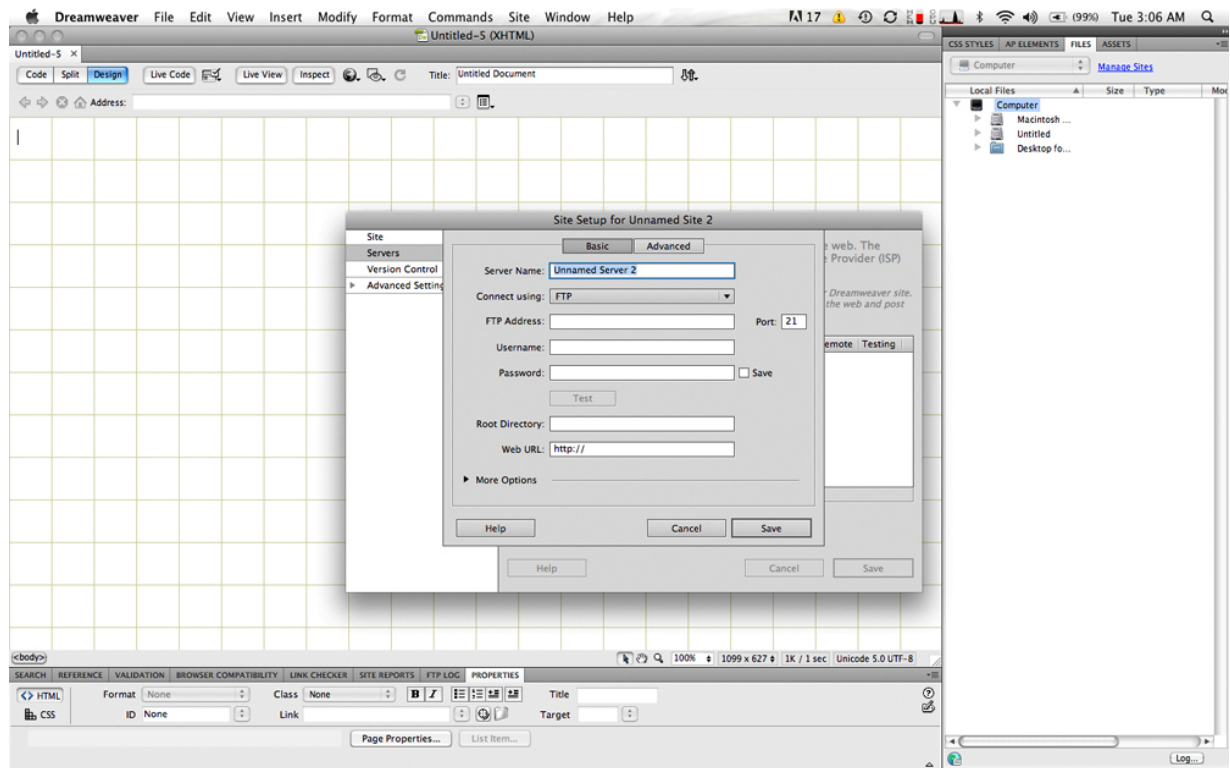 Dreamweaver File Edit View Insert Modify Format Commands Site Window Help 17 (99%) Tue 3:06 AM
Untitled-5 (XHTML)
Untitled-5 ×
Code Split Design Live Code Live View Inspect Title: Untitled Document
Address:
CSS STYLES AP ELEMENTS FILES ASSETS
Computer Manage Sites
Local Files Size Type
Computer
Macintosh ...
Untitled
Desktop fo...
Site Setup for Unnamed Site 2
Site
Servers
Version Control
Advanced Setting
Basic Advanced
Server Name: Unnamed Server 2
Connect using: FTP
FTP Address: Port: 21
Username:
Password: Save
Test
Root Directory:
Web URL: http://
More Options
Help Cancel Save
e web. The
Provider (ISP)
Dreamweaver site.
the web and post
emote Testing
Help Cancel Save
<body> 100% 1099 x 627 1K / 1 sec Unicode 5.0 UTF-8
SEARCH REFERENCE VALIDATION BROWSER COMPATIBILITY LINK CHECKER SITE REPORTS FTP LOG PROPERTIES
<> HTML Format None Class None B I Title
CSS ID None Link Target
Page Properties... List Item...
Log...